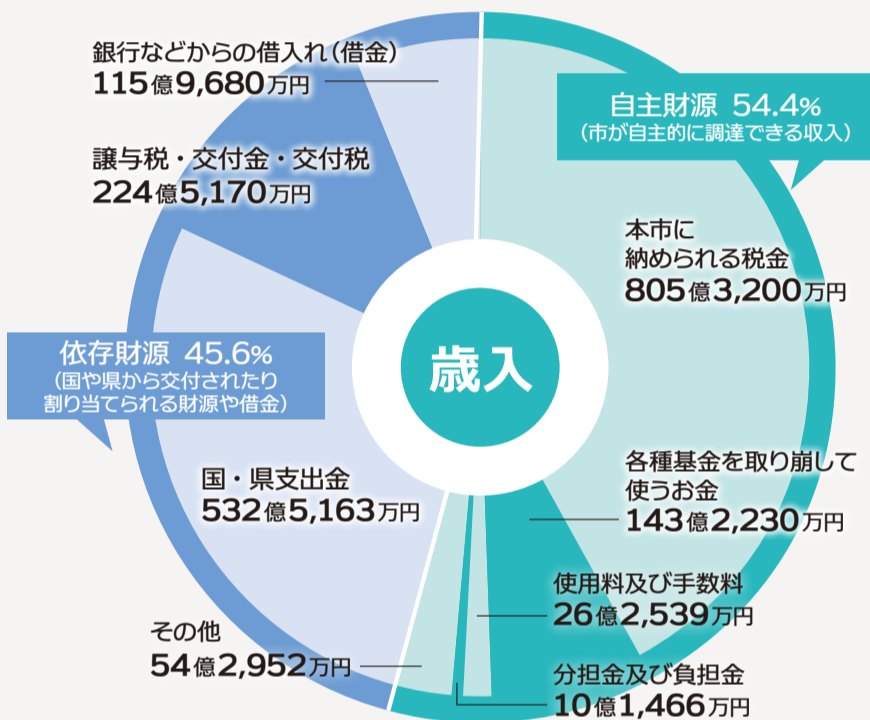 銀行などからの借入れ（借金）
115億9,680万円
譲与税・交付金・交付税
224億5,170万円
自主財源 54.4%
（市が自主的に調達できる収入）
本市に
納められる税金
805億3,200万円
依存財源 45.6%
（国や県から交付されたり
割り当てられる財源や借金）
歳入
国・県支出金
532億5,163万円
各種基金を取り崩して
使うお金
143億2,230万円
使用料及び手数料
26億2,539万円
その他
54億2,952万円
分担金及び負担金
10億1,466万円